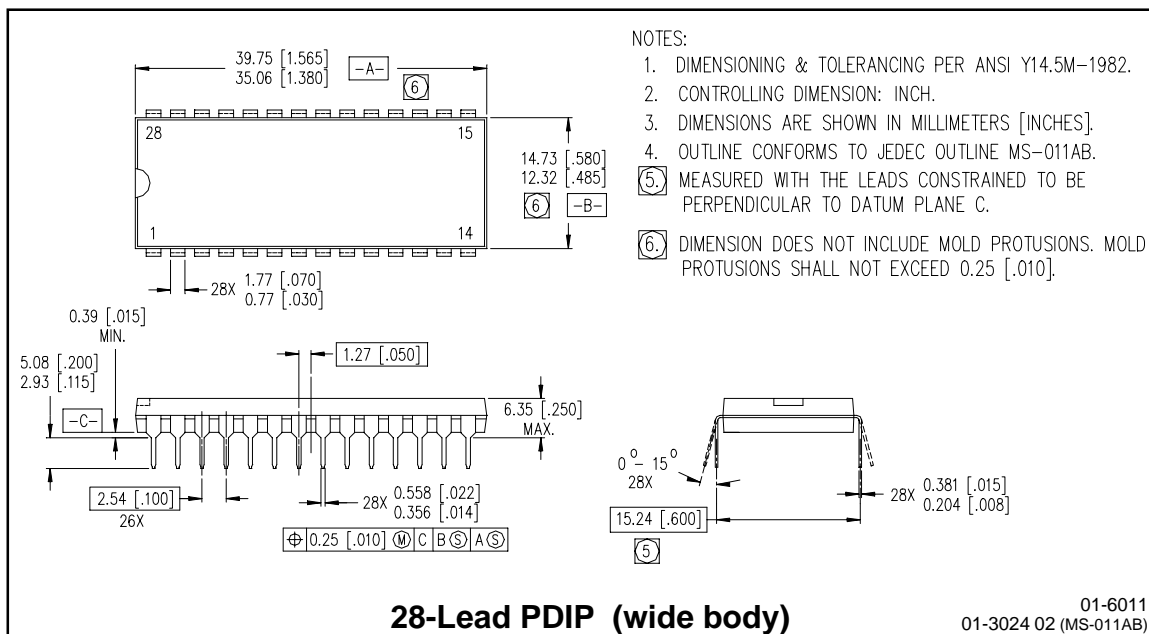 39.75 [1.565]
35.06 [1.380]
-A-
6
28
15
1
14
14.73 [.580]
12.32 [.485]
6
-B-
28X 1.77 [.070]
0.77 [.030]
NOTES:
1. DIMENSIONING & TOLERANCING PER ANSI Y14.5M-1982.
2. CONTROLLING DIMENSION: INCH.
3. DIMENSIONS ARE SHOWN IN MILLIMETERS [INCHES].
4. OUTLINE CONFORMS TO JEDEC OUTLINE MS-011AB.
5. MEASURED WITH THE LEADS CONSTRAINED TO BE
PERPENDICULAR TO DATUM PLANE C.
6. DIMENSION DOES NOT INCLUDE MOLD PROTUSIONS. MOLD
PROTUSIONS SHALL NOT EXCEED 0.25 [.010].
0.39 [.015]
MIN.
5.08 [.200]
2.93 [.115]
-C-
1.27 [.050]
6.35 [.250]
MAX.
2.54 [.100]
26X
28X 0.558 [.022]
0.356 [.014]
⌖ 0.25 [.010] Ⓜ C B Ⓢ A Ⓢ
0° - 15°
28X
15.24 [.600]
5
28X 0.381 [.015]
0.204 [.008]
28-Lead PDIP (wide body)
01-6011
01-3024 02 (MS-011AB)